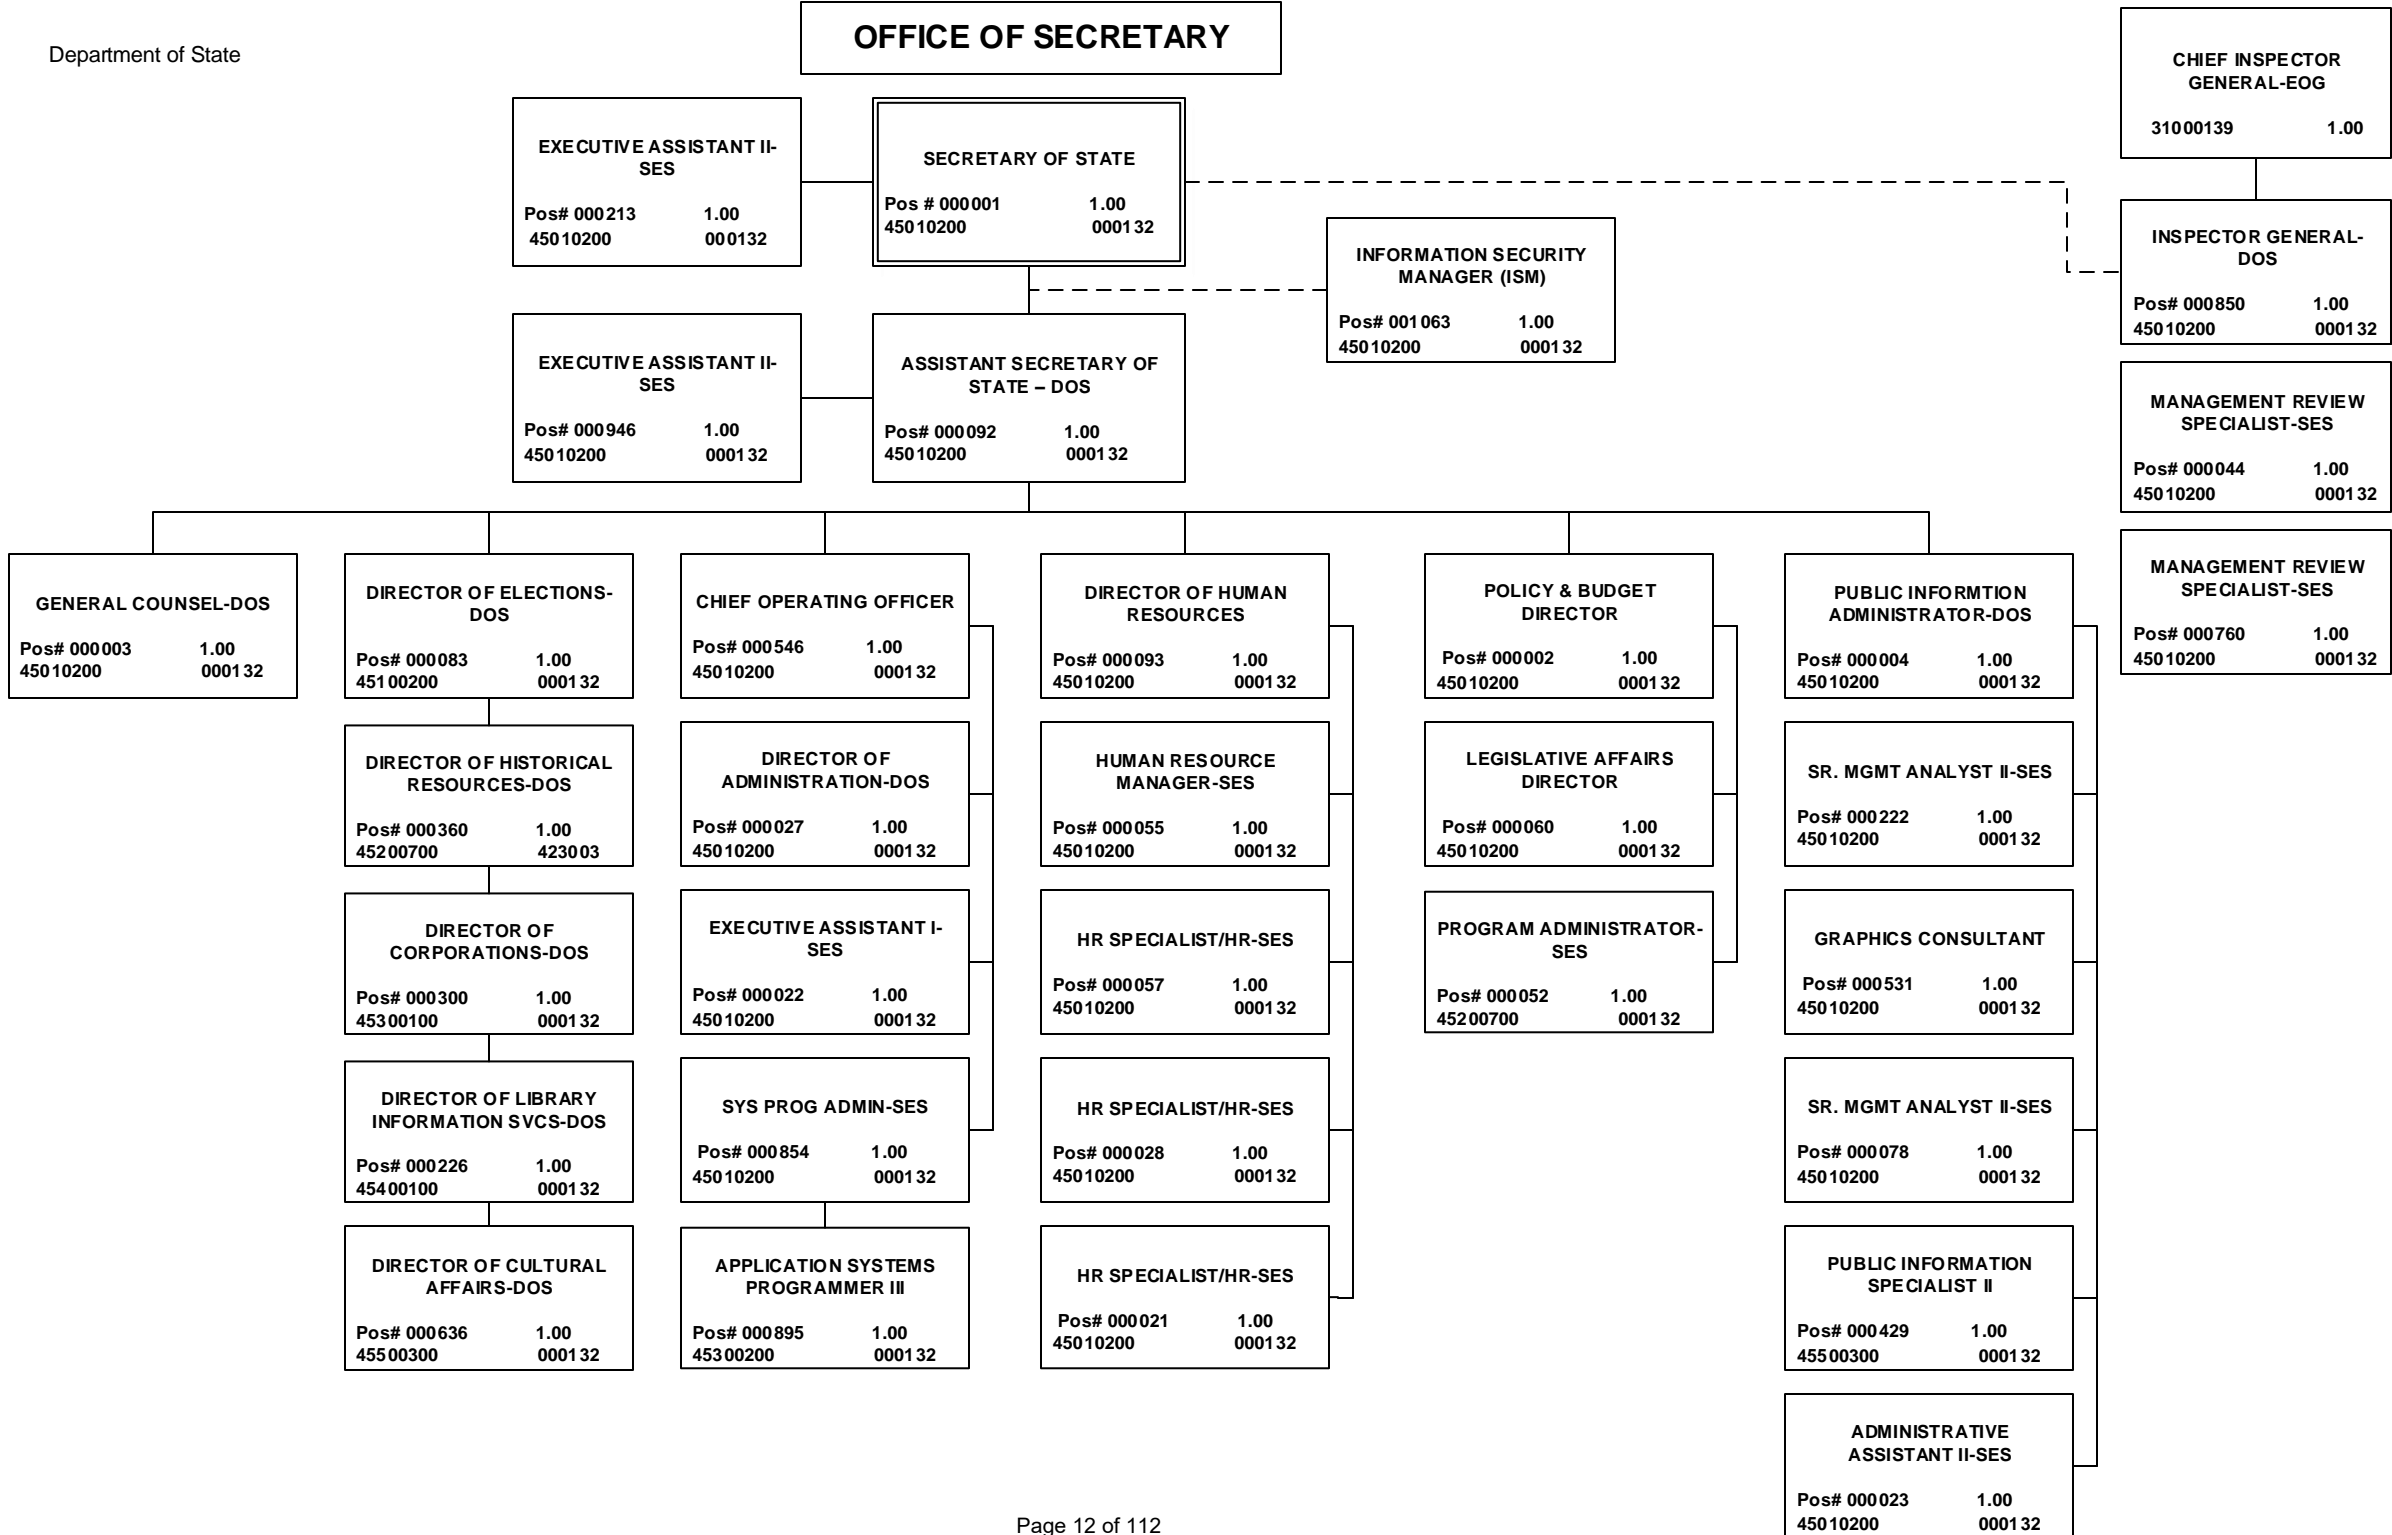 Department of State
OFFICE OF SECRETARY
CHIEF INSPECTOR
GENERAL-EOG
31000139 1.00
EXECUTIVE ASSISTANT II-
SES
Pos# 000213 1.00
45010200 000132
SECRETARY OF STATE
Pos # 000001 1.00
45010200 000132
INFORMATION SECURITY
MANAGER (ISM)
Pos# 001063 1.00
45010200 000132
INSPECTOR GENERAL-
DOS
Pos# 000850 1.00
45010200 000132
EXECUTIVE ASSISTANT II-
SES
Pos# 000946 1.00
45010200 000132
ASSISTANT SECRETARY OF
STATE – DOS
Pos# 000092 1.00
45010200 000132
MANAGEMENT REVIEW
SPECIALIST-SES
Pos# 000044 1.00
45010200 000132
MANAGEMENT REVIEW
SPECIALIST-SES
Pos# 000760 1.00
45010200 000132
GENERAL COUNSEL-DOS
Pos# 000003 1.00
45010200 000132
DIRECTOR OF ELECTIONS-
DOS
Pos# 000083 1.00
45100200 000132
DIRECTOR OF HISTORICAL
RESOURCES-DOS
Pos# 000360 1.00
45200700 423003
DIRECTOR OF
CORPORATIONS-DOS
Pos# 000300 1.00
45300100 000132
DIRECTOR OF LIBRARY
INFORMATION SVCS-DOS
Pos# 000226 1.00
45400100 000132
DIRECTOR OF CULTURAL
AFFAIRS-DOS
Pos# 000636 1.00
45500300 000132
CHIEF OPERATING OFFICER
Pos# 000546 1.00
45010200 000132
DIRECTOR OF
ADMINISTRATION-DOS
Pos# 000027 1.00
45010200 000132
EXECUTIVE ASSISTANT I-
SES
Pos# 000022 1.00
45010200 000132
SYS PROG ADMIN-SES
Pos# 000854 1.00
45010200 000132
APPLICATION SYSTEMS
PROGRAMMER III
Pos# 000895 1.00
45300200 000132
DIRECTOR OF HUMAN
RESOURCES
Pos# 000093 1.00
45010200 000132
HUMAN RESOURCE
MANAGER-SES
Pos# 000055 1.00
45010200 000132
HR SPECIALIST/HR-SES
Pos# 000057 1.00
45010200 000132
HR SPECIALIST/HR-SES
Pos# 000028 1.00
45010200 000132
HR SPECIALIST/HR-SES
Pos# 000021 1.00
45010200 000132
POLICY & BUDGET
DIRECTOR
Pos# 000002 1.00
45010200 000132
LEGISLATIVE AFFAIRS
DIRECTOR
Pos# 000060 1.00
45010200 000132
PROGRAM ADMINISTRATOR-
SES
Pos# 000052 1.00
45200700 000132
PUBLIC INFORMTION
ADMINISTRATOR-DOS
Pos# 000004 1.00
45010200 000132
SR. MGMT ANALYST II-SES
Pos# 000222 1.00
45010200 000132
GRAPHICS CONSULTANT
Pos# 000531 1.00
45010200 000132
SR. MGMT ANALYST II-SES
Pos# 000078 1.00
45010200 000132
PUBLIC INFORMATION
SPECIALIST II
Pos# 000429 1.00
45500300 000132
ADMINISTRATIVE
ASSISTANT II-SES
Pos# 000023 1.00
45010200 000132
Page 12 of 112